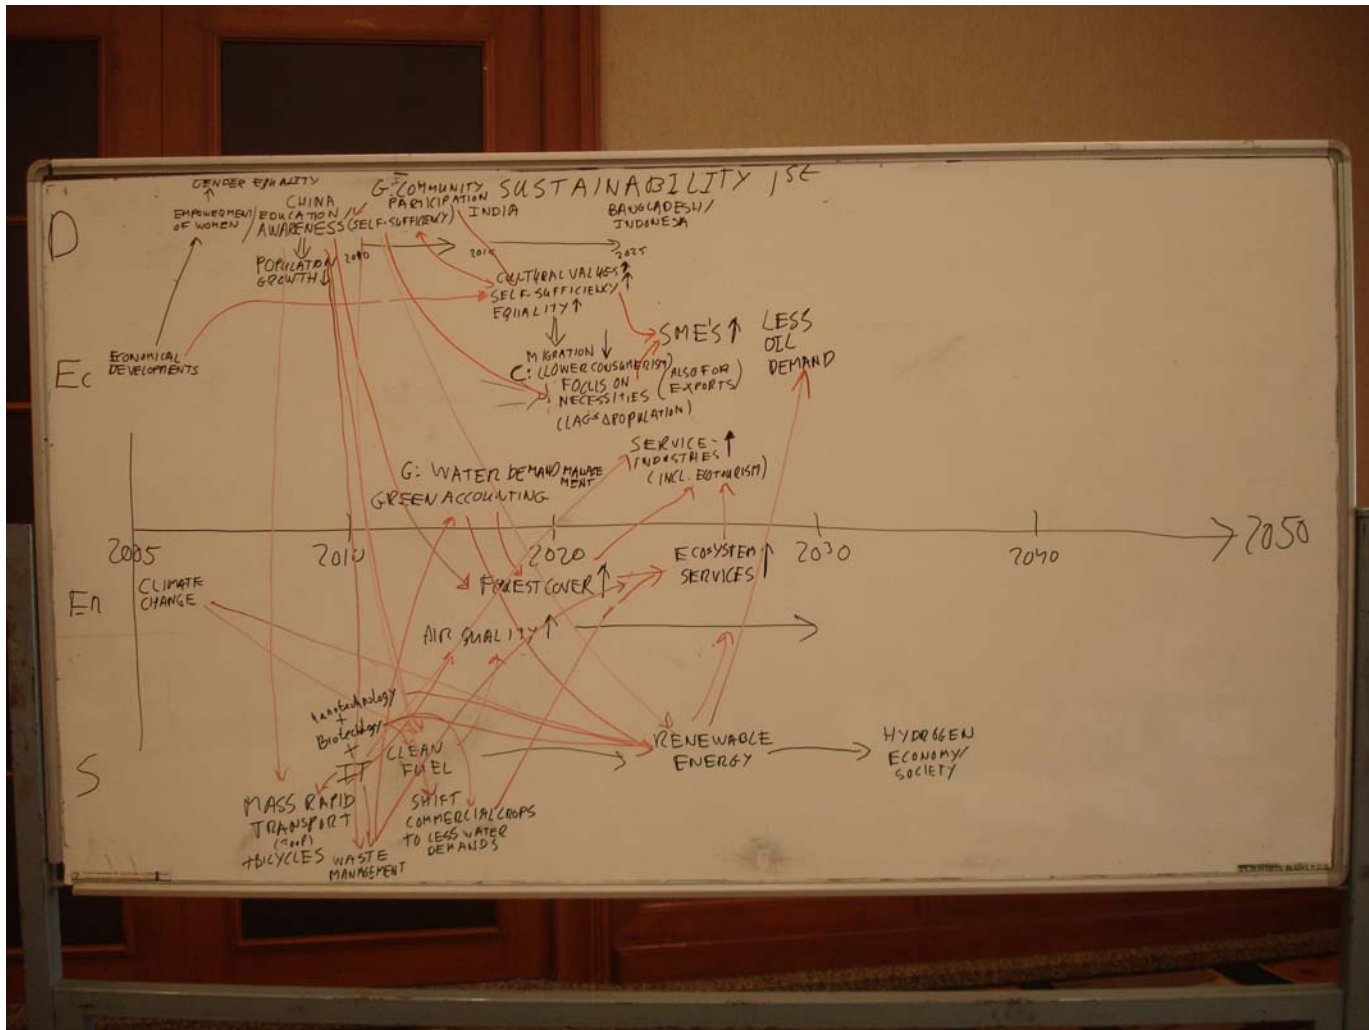 SUSTAINABILITY 1ST
D
GENDER EQUALITY
EMPOWERMENT
OF WOMEN
CHINA
EDUCATION/
AWARENESS
(SELF-SUFFICIENCY)
G: COMMUNITY
PARTICIPATION
INDIA
BANGLADESH/
INDONESIA
2025
POPULATION
GROWTH ↓
CULTURAL VALUES ↑
SELF-SUFFICIENCY ↑
EQUALITY ↑
Ec
ECONOMICAL
DEVELOPMENTS
MIGRATION ↓
C: (LOWER CONSUMERISM)
FOCUS ON
NECESSITIES
(ALSO FOR
EXPORTS)
SME'S ↑
LESS
OIL
DEMAND
SERVICE-
INDUSTRIES ↑
(INCL. ECOTOURISM)
G: WATER DEMAND MANAGE
MENT
GREEN ACCOUNTING
2005
2010
2020
2030
2040
2050
En
CLIMATE
CHANGE
FOREST COVER ↑
ECOSYSTEM
SERVICES ↑
AIR QUALITY ↑
S
Nanotechnology
+
Biotechnology
+
IT
CLEAN
FUEL
RENEWABLE
ENERGY
HYDROGEN
ECONOMY/
SOCIETY
MASS RAPID
TRANSPORT
+BICYCLES
WASTE
MANAGEMENT
SHIFT
COMMERCIAL CROPS
TO LESS WATER
DEMANDS